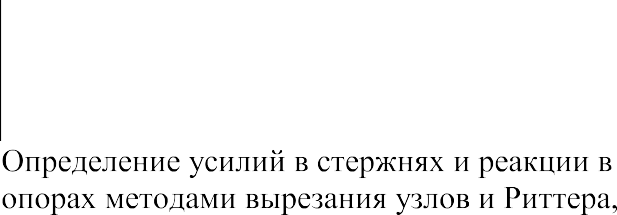 Определение усилий в стержнях и реакции в
опорах методами вырезания узлов и Риттера,